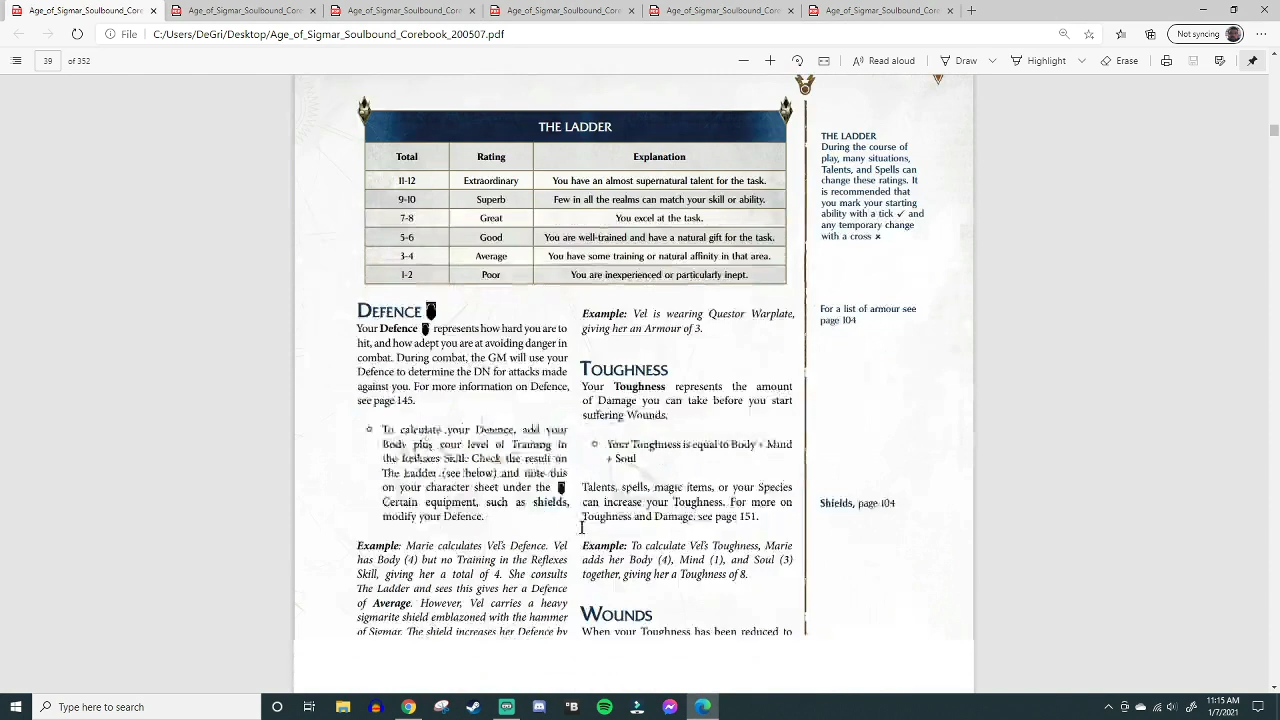 Age_of_Sigmar_Soulbound_Corebook
Age_of_Sigmar_Soulbound_Core
Age_of_Sigmar_Soulbound_Core
Age_of_Sigmar_Soulbound_Core
Age_of_Sigmar_Soulbound_Core
Age_of_Sigmar_Soulbound_Core
File
C:/Users/DeGri/Desktop/Age_of_Sigmar_Soulbound_Corebook_200507.pdf
Not syncing
39 of 352
Read aloud
Draw
Highlight
Erase
THE LADDER
Total Rating Explanation
11-12 Extraordinary You have an almost supernatural talent for the task.
9-10 Superb Few in all the realms can match your skill or ability.
7-8 Great You excel at the task.
5-6 Good You are well-trained and have a natural gift for the task.
3-4 Average You have some training or natural affinity in that area.
1-2 Poor You are inexperienced or particularly inept.
DEFENCE
Your Defence represents how hard you are to
hit, and how adept you are at avoiding danger in
combat. During combat, the GM will use your
Defence to determine the DN for attacks made
against you. For more information on Defence,
see page 145.
To calculate your Defence, add your
Body plus your level of Training in
the Reflexes Skill. Check the result on
The Ladder (see below) and note this
on your character sheet under the
Certain equipment, such as shields,
modify your Defence.
Example: Marie calculates Vel's Defence. Vel
has Body (4) but no Training in the Reflexes
Skill, giving her a total of 4. She consults
The Ladder and sees this gives her a Defence
of Average. However, Vel carries a heavy
sigmarite shield emblazoned with the hammer
of Sigmar. The shield increases her Defence by
Example: Vel is wearing Questor Warplate,
giving her an Armour of 3.
TOUGHNESS
Your Toughness represents the amount
of Damage you can take before you start
suffering Wounds.
Your Toughness is equal to Body + Mind
+ Soul
Talents, spells, magic items, or your Species
can increase your Toughness. For more on
Toughness and Damage, see page 151.
Example: To calculate Vel's Toughness, Marie
adds her Body (4), Mind (1), and Soul (3)
together, giving her a Toughness of 8.
WOUNDS
When your Toughness has been reduced to
THE LADDER
During the course of
play, many situations,
Talents, and Spells can
change these ratings. It
is recommended that
you mark your starting
ability with a tick ✓ and
any temporary change
with a cross ×
For a list of armour see
page 104
Shields, page 104
Type here to search
11:15 AM
1/7/2021